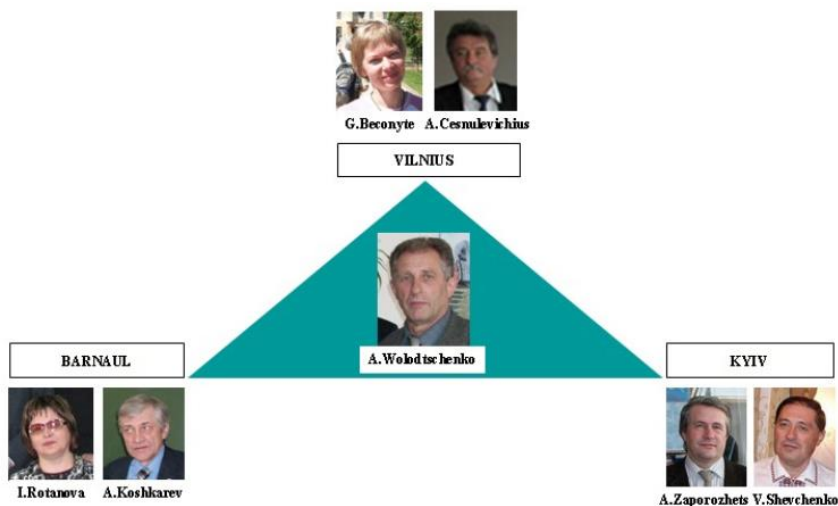 G.Beconyte A.Cesnulevichius
VILNIUS
A.Wolodtschenko
BARNAUL
KYIV
I.Rotanova A.Koshkarev
A.Zaporozhets V.Shevchenko